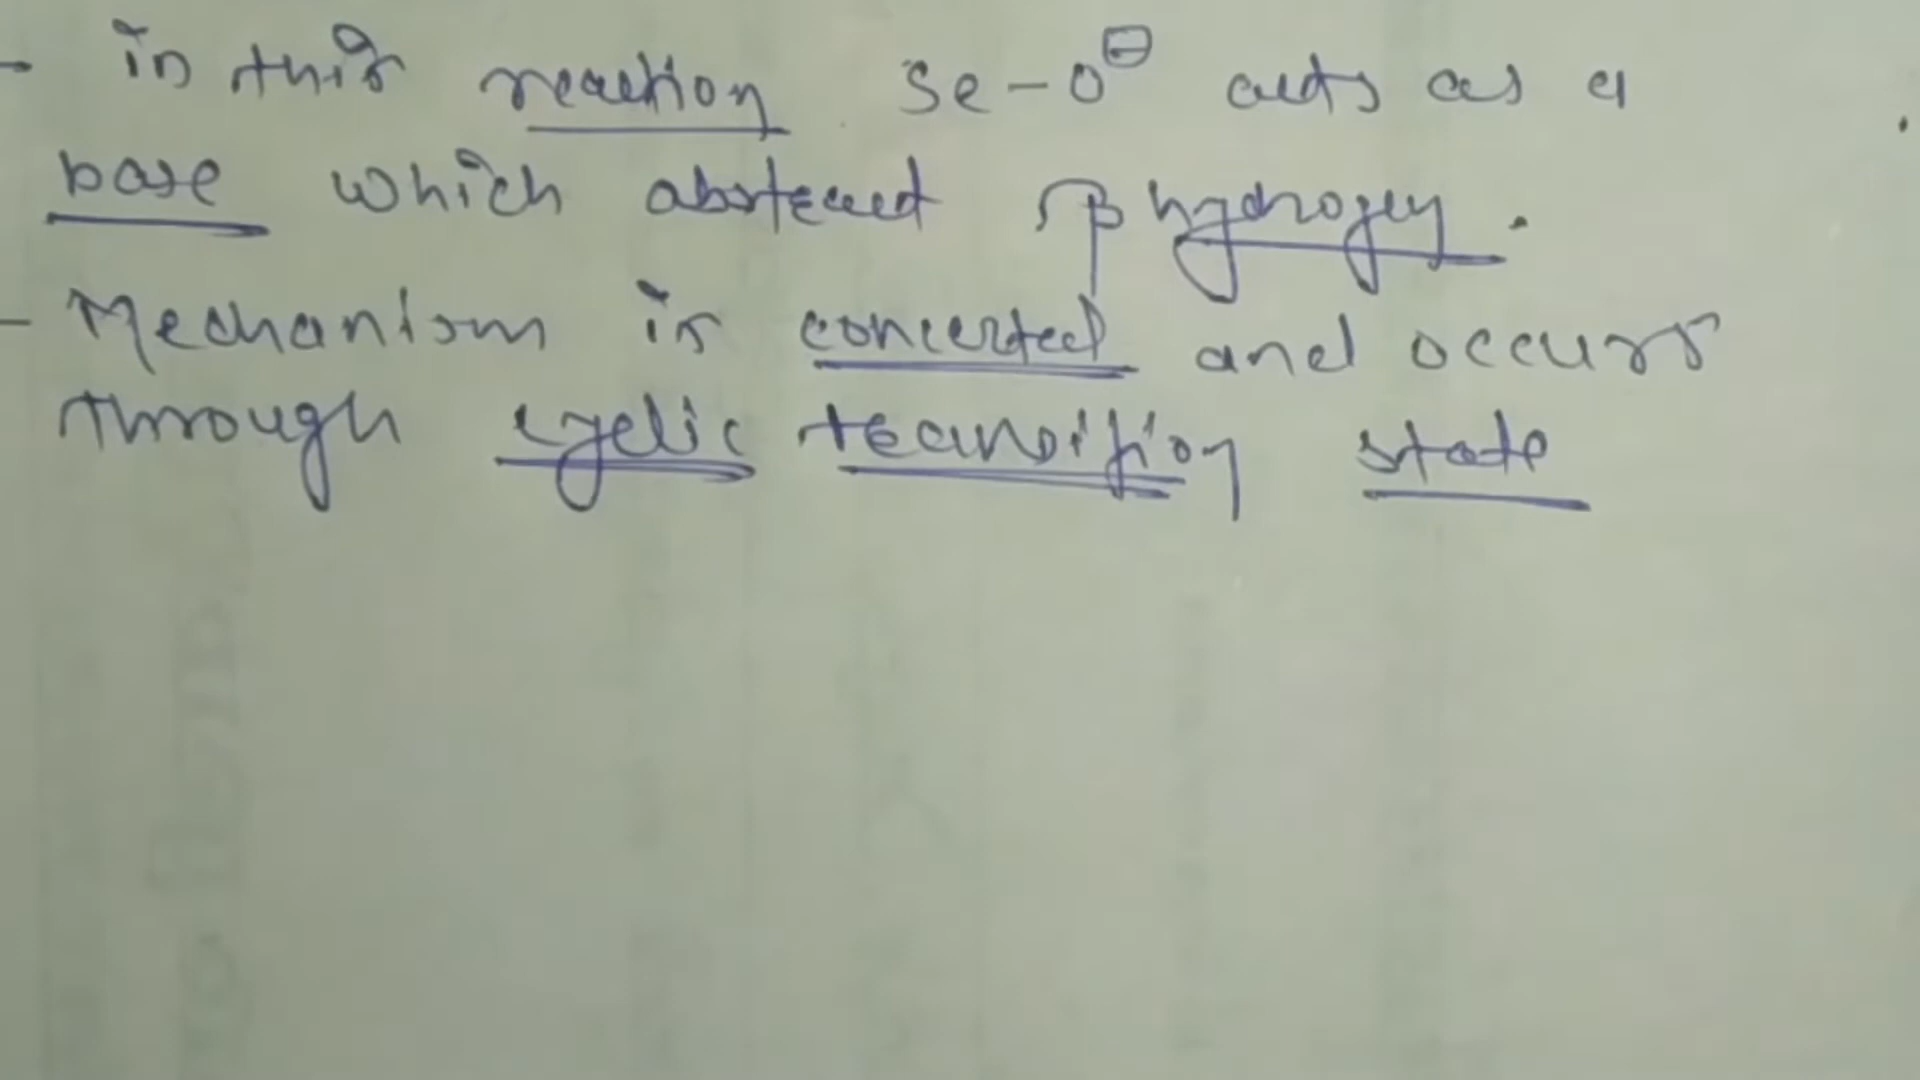 - in this reaction Se-O⊖ acts as a
base which abstract β hydrogen.
- Mechanism is concerted and occurs
through cyclic transition state